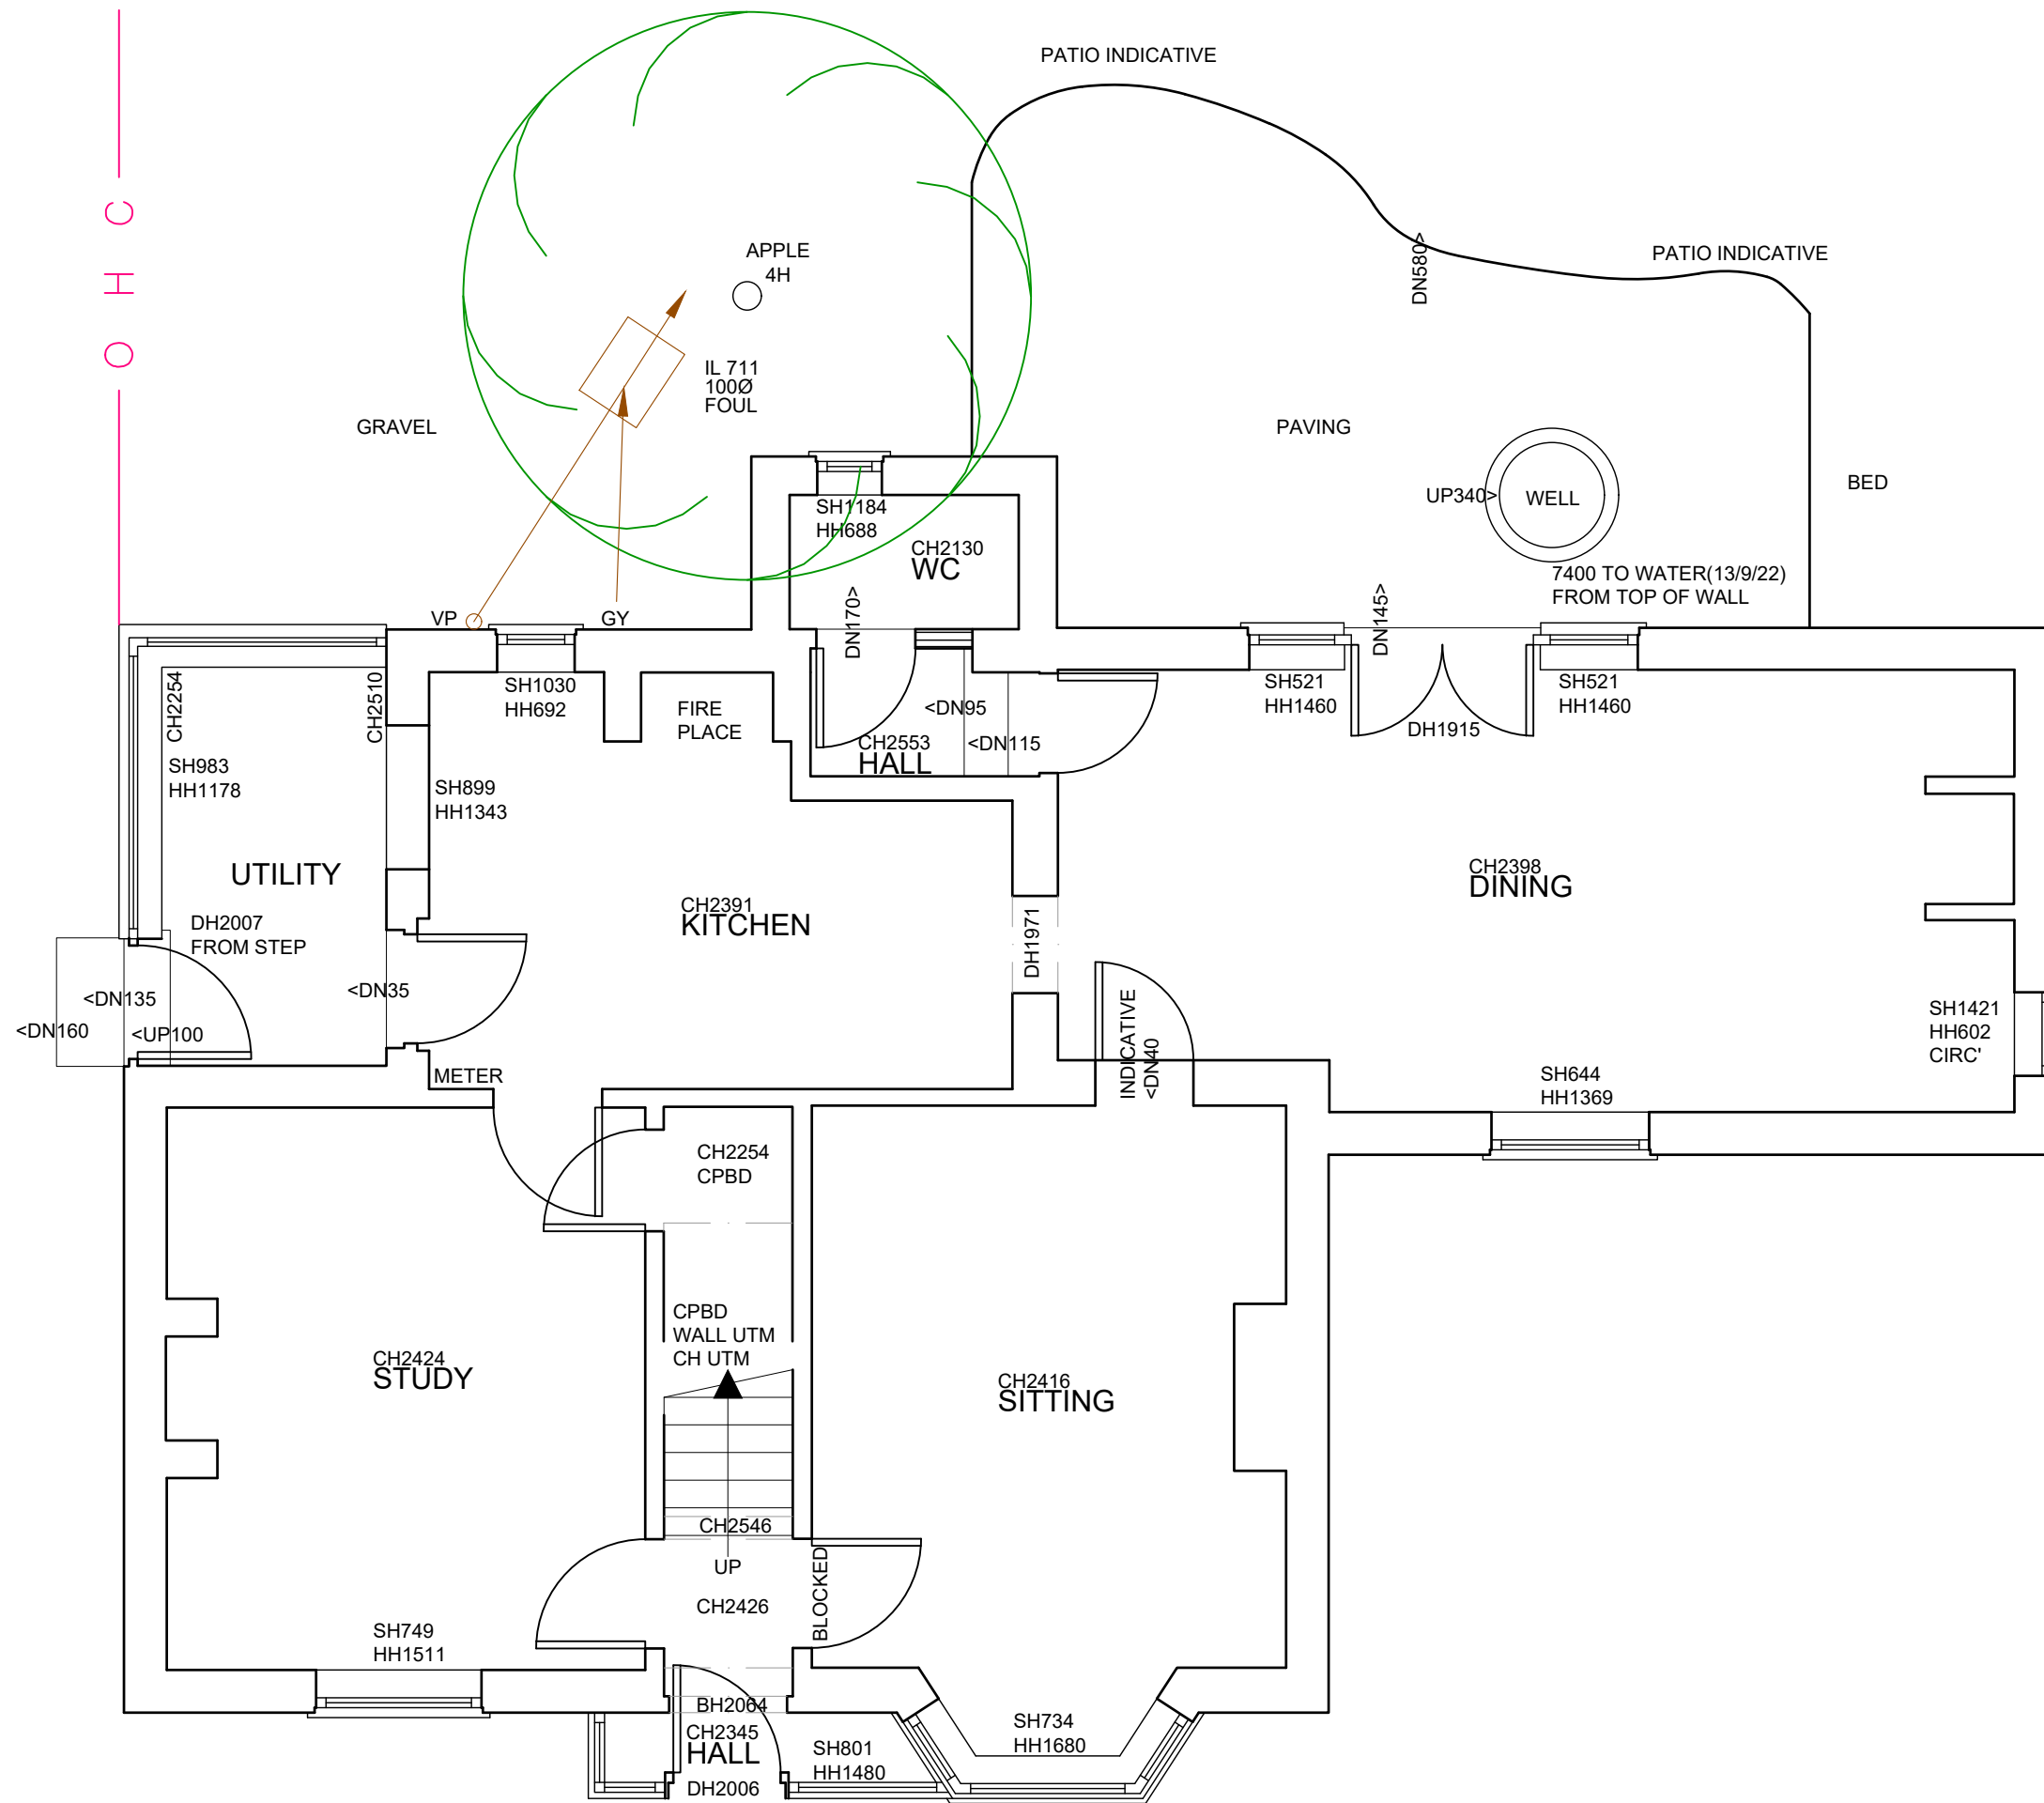 PATIO INDICATIVE
O H C
APPLE
4H
DN580>
PATIO INDICATIVE
IL 711
100Ø
FOUL
GRAVEL
PAVING
BED
UP340>
WELL
SH1184
HH688
CH2130
WC
7400 TO WATER(13/9/22)
FROM TOP OF WALL
VP
GY
DN170>
DN145>
CH2254
CH2510
SH1030
HH692
FIRE
PLACE
<DN95
<DN115
CH2553
HALL
SH521
HH1460
DH1915
SH521
HH1460
SH983
HH1178
SH899
HH1343
UTILITY
CH2391
KITCHEN
CH2398
DINING
DH2007
FROM STEP
DH1971
<DN35
<DN135
<DN160
<UP100
INDICATIVE
<DN40
SH1421
HH602
CIRC'
METER
SH644
HH1369
CH2254
CPBD
CPBD
WALL UTM
CH UTM
CH2424
STUDY
CH2416
SITTING
CH2546
UP
CH2426
BLOCKED
SH749
HH1511
BH2064
CH2345
HALL
DH2006
SH801
HH1480
SH734
HH1680